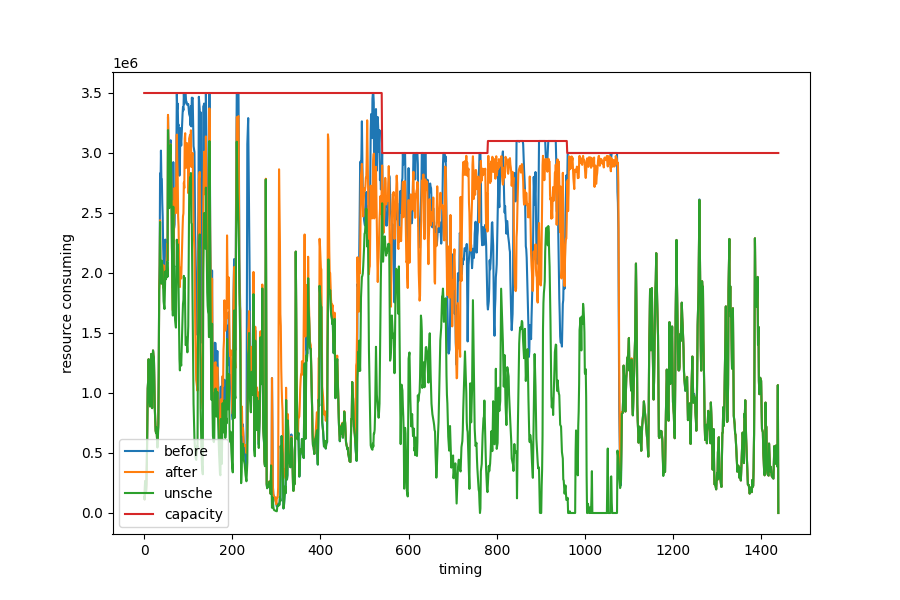 1e6
3.5
3.0
2.5
2.0
1.5
1.0
0.5
0.0
resource consuming
before
after
unsche
capacity
0 200 400 600 800 1000 1200 1400
timing